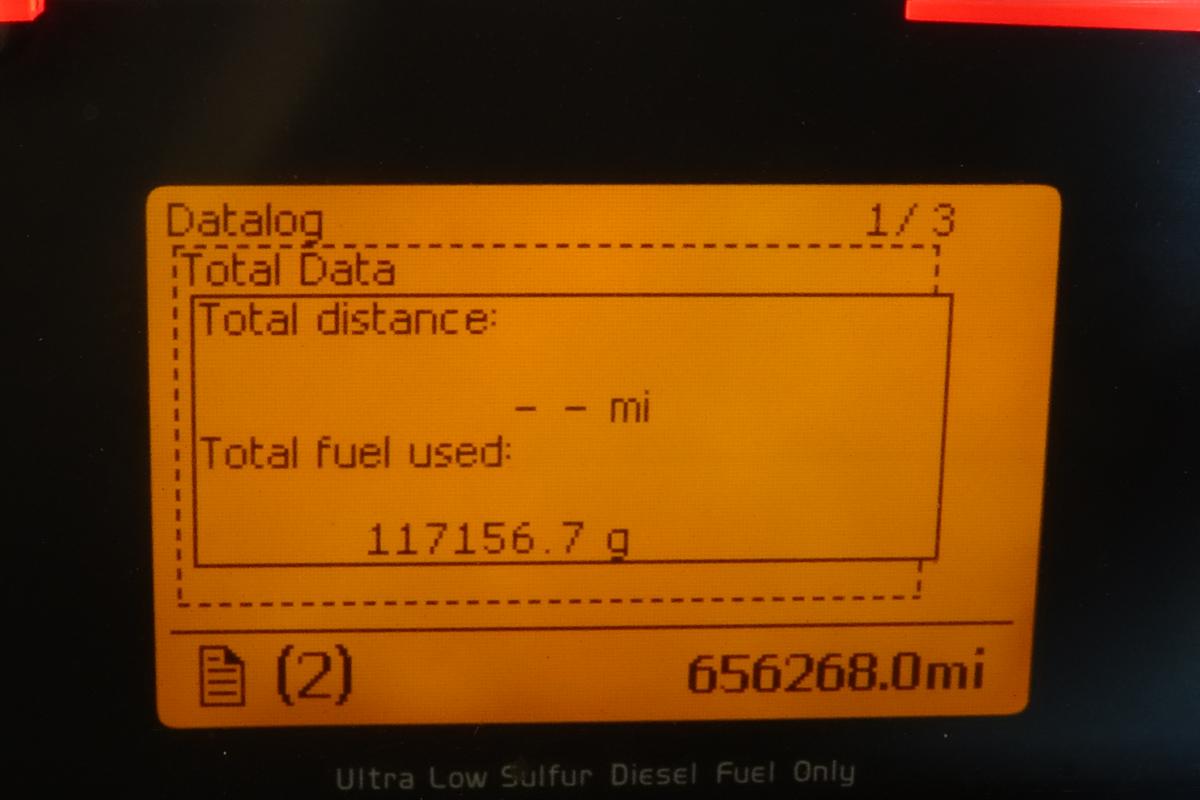 Datalog 1/ 3
Total Data
Total distance:
- - mi
Total fuel used:
117156.7 g
(2) 656268.0mi
Ultra Low Sulfur Diesel Fuel Only